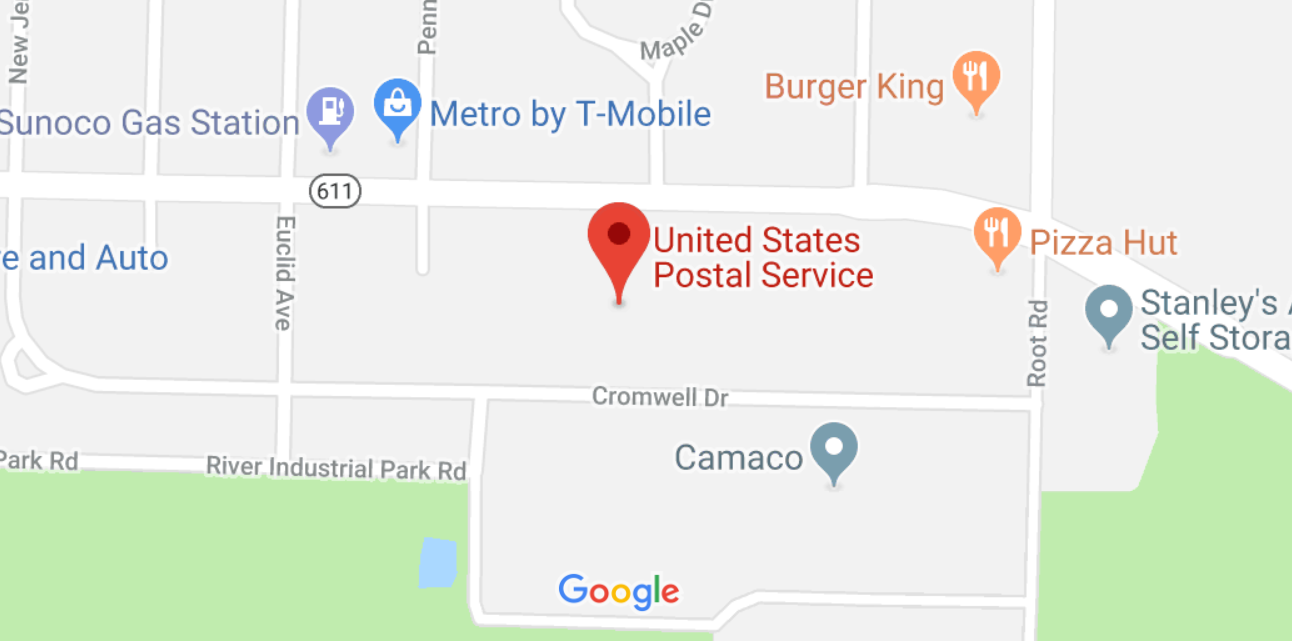 New Je
Penn
Maple D
Burger King
Sunoco Gas Station
Metro by T-Mobile
611
Euclid Ave
United States
Postal Service
Pizza Hut
e and Auto
Stanley's
Self Stora
Root Rd
Cromwell Dr
Camaco
Park Rd
River Industrial Park Rd
Google